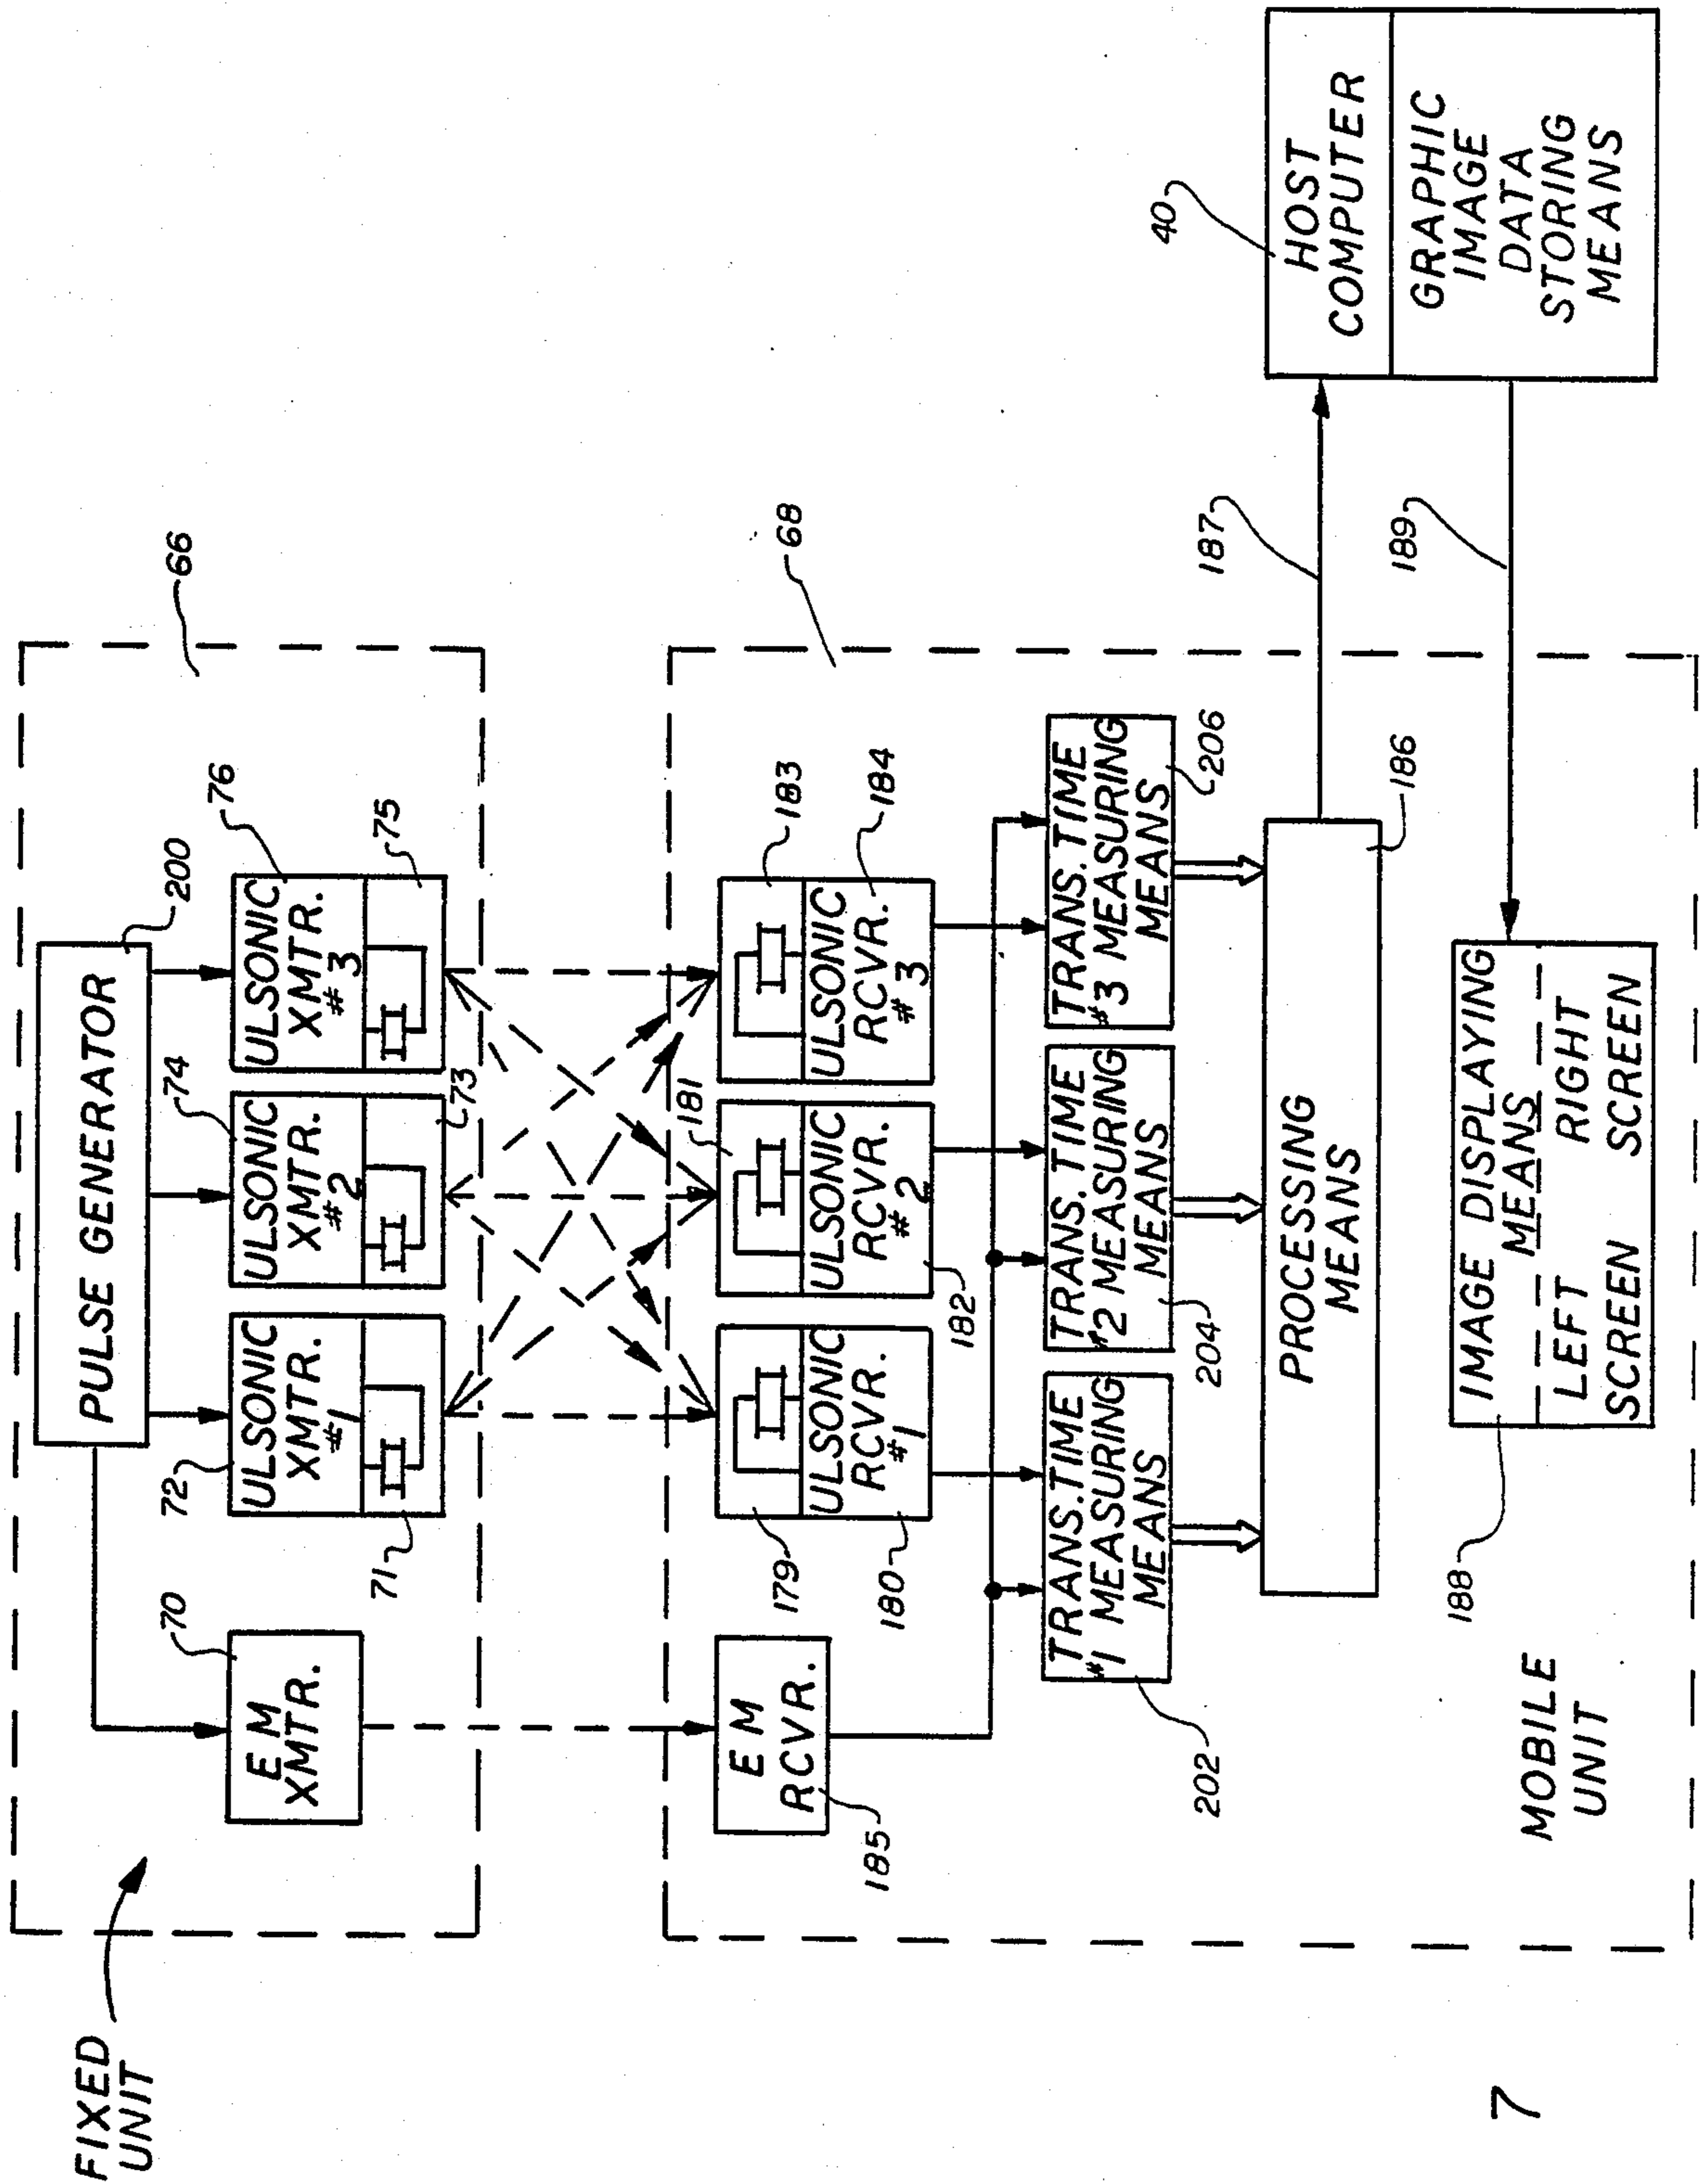 FIXED
UNIT
66
PULSE GENERATOR
200
70
E M
XMTR.
72
ULSONIC
XMTR.
#1
71
74
ULSONIC
XMTR.
#2
73
76
ULSONIC
XMTR.
#3
75
68
185
E M
RCVR.
179
ULSONIC
RCVR.
#1
180
181
ULSONIC
RCVR.
#2
182
183
ULSONIC
RCVR.
#3
184
TRANS.TIME
#1 MEASURING
MEANS
202
TRANS.TIME
#2 MEASURING
MEANS
204
TRANS.TIME
#3 MEASURING
MEANS
206
PROCESSING
MEANS
186
187
40
HOST
COMPUTER
GRAPHIC
IMAGE
DATA
STORING
MEANS
189
IMAGE DISPLAYING
MEANS
LEFT RIGHT
SCREEN SCREEN
188
MOBILE
UNIT
7